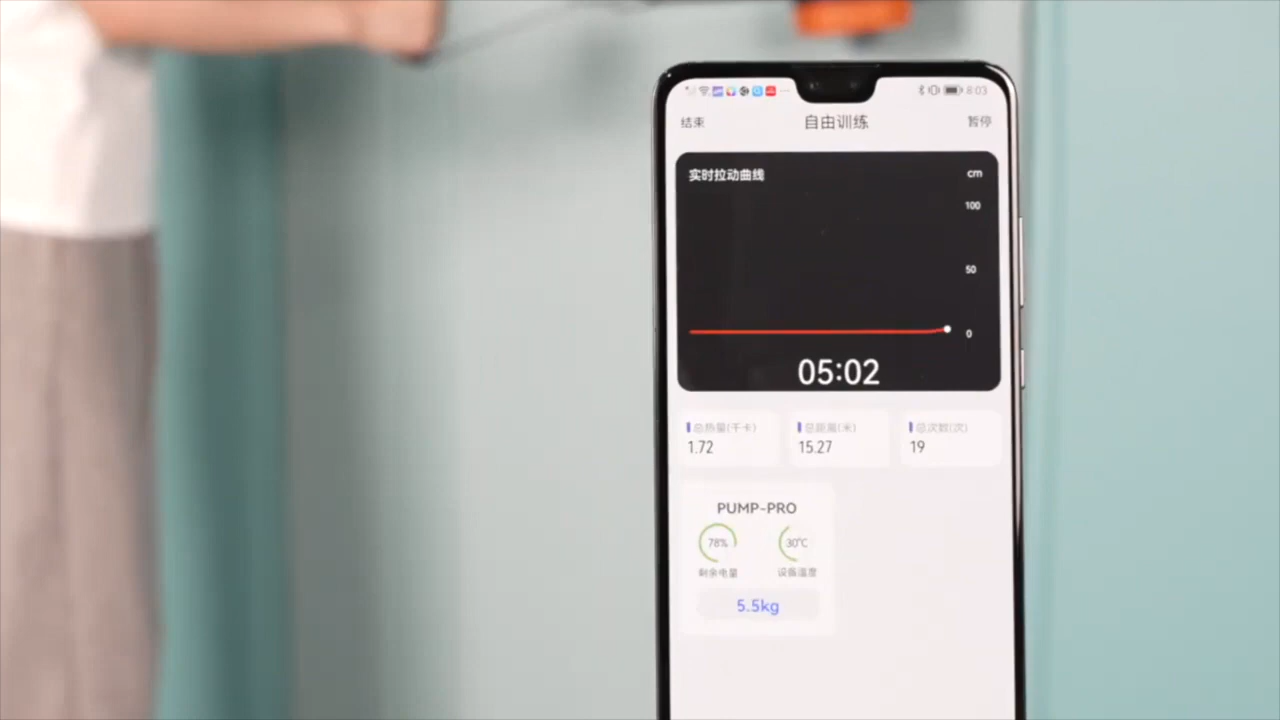 8:03
结束
自由训练
暂停
实时拉动曲线
cm
100
50
0
05:02
总热量(千卡)
总距离(米)
总次数(次)
1.72
15.27
19
PUMP-PRO
78%
30℃
剩余电量
设备温度
5.5kg